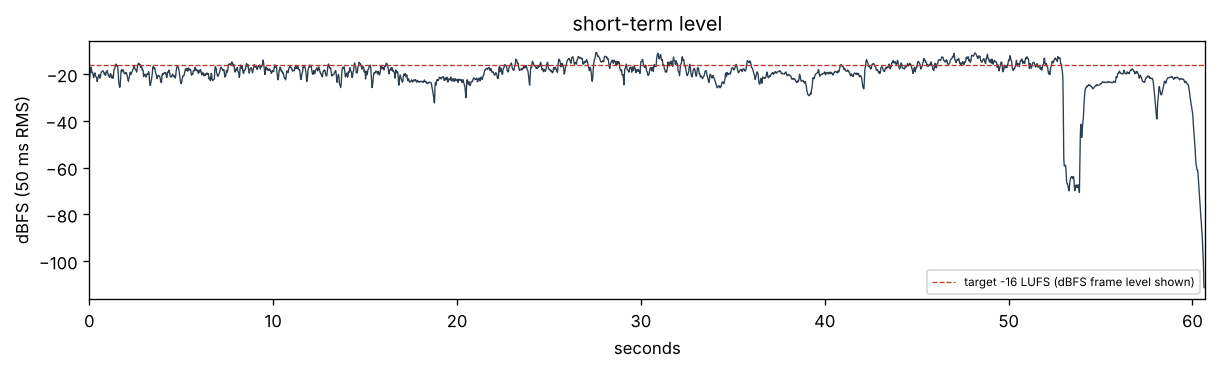 short-term level
dBFS (50 ms RMS)
−20
−40
−60
−80
−100
target -16 LUFS (dBFS frame level shown)
0 10 20 30 40 50 60
seconds